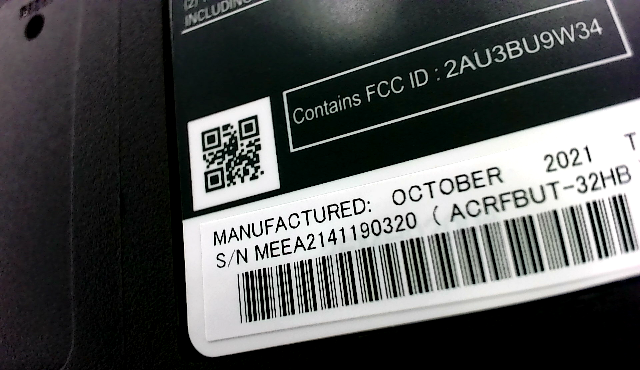 INCLUDING
Contains FCC ID : 2AU3BU9W34
MANUFACTURED: OCTOBER 2021
S/N MEEA2141190320 ( ACRFBUT-32HB